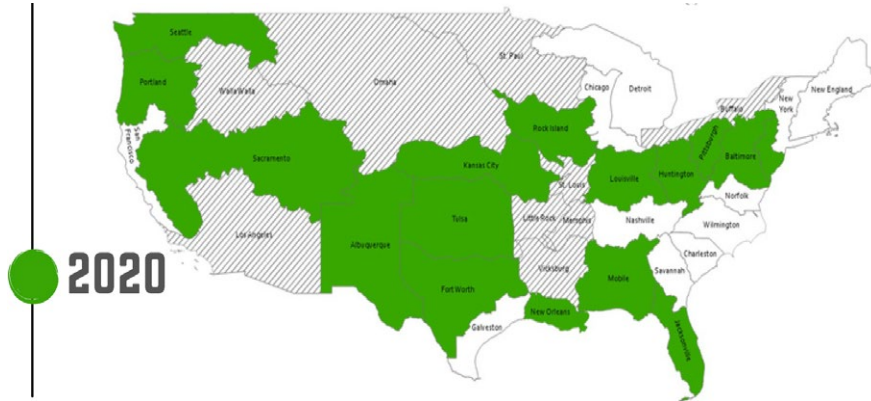 Seattle
Portland
Walla Walla
Omaha
St. Paul
Chicago
Detroit
Buffalo
New
York
New England
San
Francisco
Sacramento
Rock Island
Kansas City
St. Louis
Louisville
Huntington
Pittsburgh
Baltimore
Norfolk
Los Angeles
Albuquerque
Tulsa
Little Rock
Memphis
Nashville
Wilmington
Charleston
Savannah
Vicksburg
Mobile
Fort Worth
New Orleans
Galveston
Jacksonville
2020